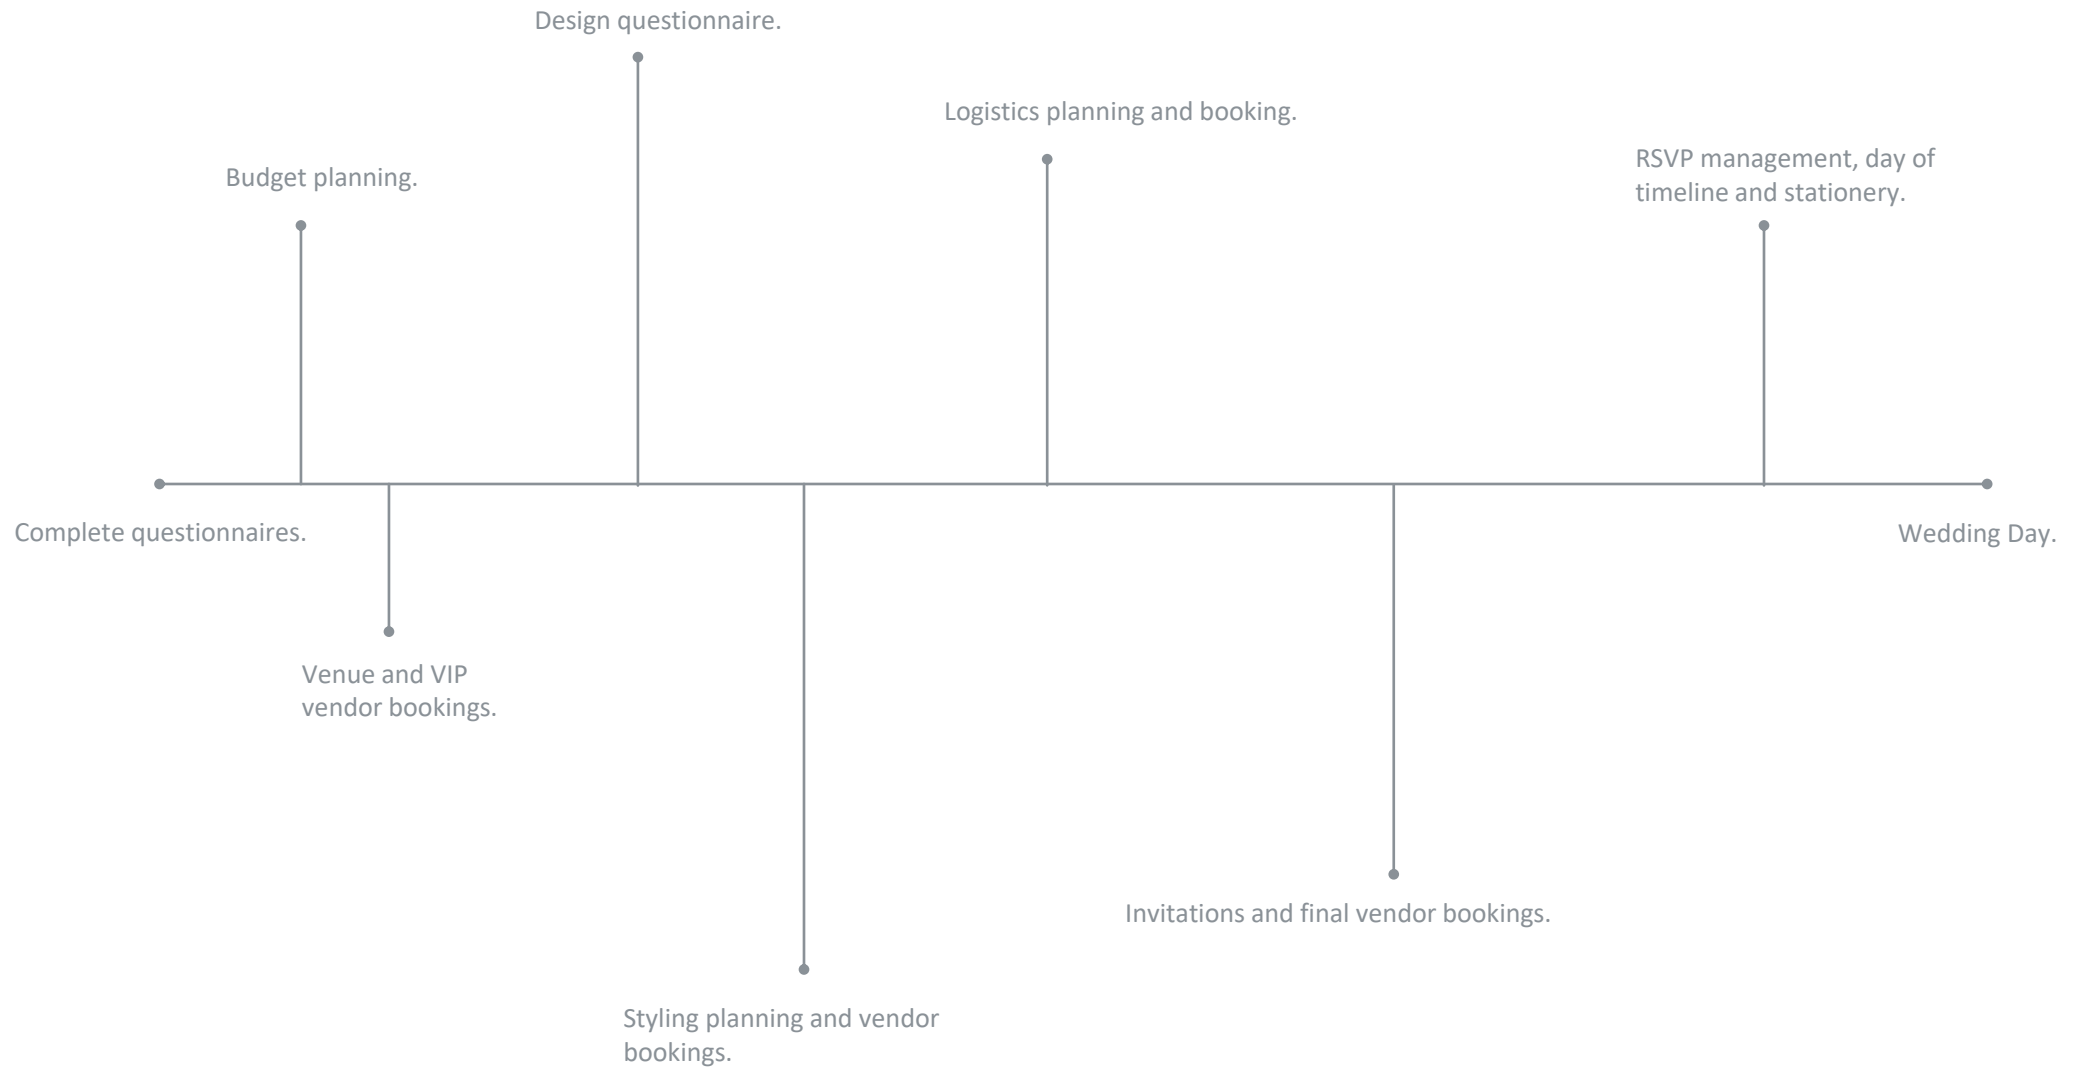 Design questionnaire.
Logistics planning and booking.
RSVP management, day of
timeline and stationery.
Budget planning.
Complete questionnaires.
Wedding Day.
Venue and VIP
vendor bookings.
Invitations and final vendor bookings.
Styling planning and vendor
bookings.